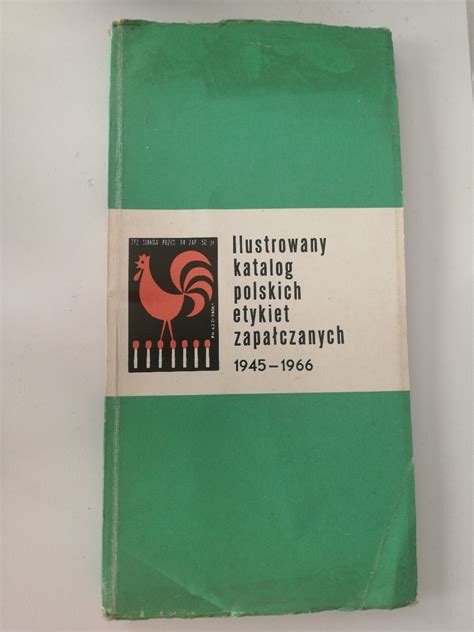 Ilustrowany
katalog
polskich
etykiet
zapałczanych
1945-1966